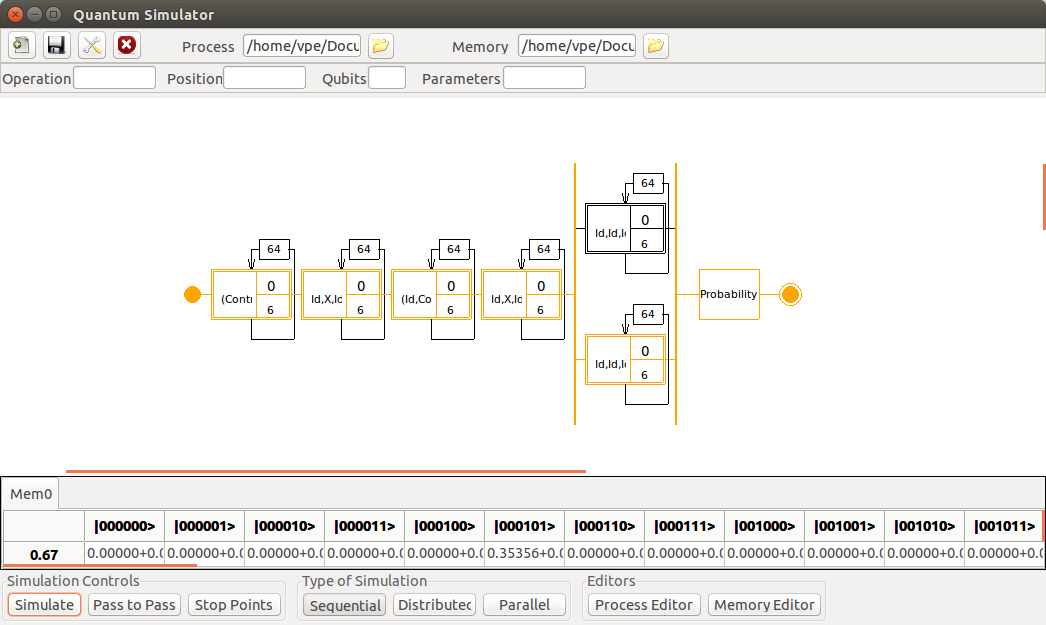 Quantum Simulator
Process /home/vpe/Docu Memory /home/vpe/Docu
Operation Position Qubits Parameters
64
0
Id,Id,Id
6
64 64 64 64
0 0 0 0
(Contr Id,X,Id (Id,Co Id,X,Id Probability
6 6 6 6
64
0
Id,Id,Id
6
Mem0
|000000> |000001> |000010> |000011> |000100> |000101> |000110> |000111> |001000> |001001> |001010> |001011>
0.67 0.00000+0.0 0.00000+0.0 0.00000+0.0 0.00000+0.0 0.00000+0.0 0.35356+0.0 0.00000+0.0 0.00000+0.0 0.00000+0.0 0.00000+0.0 0.00000+0.0 0.00000+0.0
Simulation Controls Type of Simulation Editors
Simulate Pass to Pass Stop Points Sequential Distributed Parallel Process Editor Memory Editor